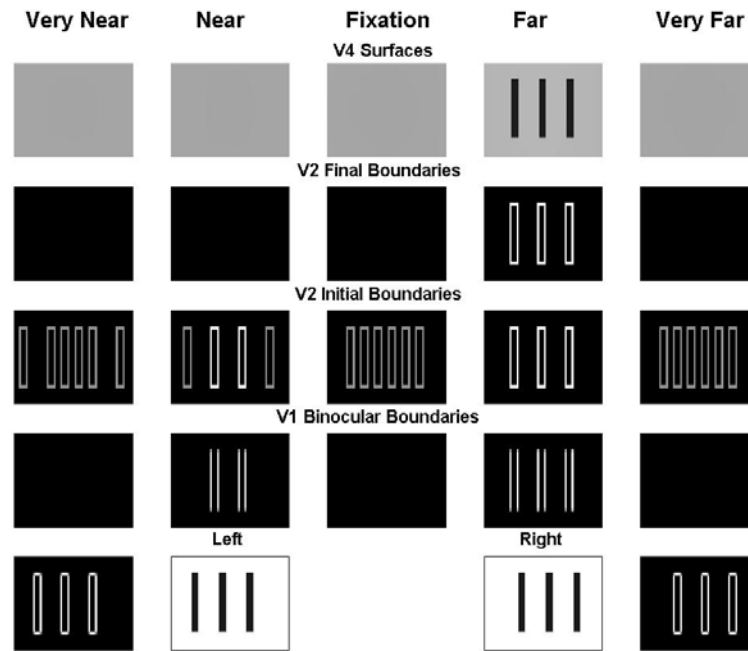 Very Near Near Fixation Far Very Far
V4 Surfaces
V2 Final Boundaries
V2 Initial Boundaries
V1 Binocular Boundaries
Left Right